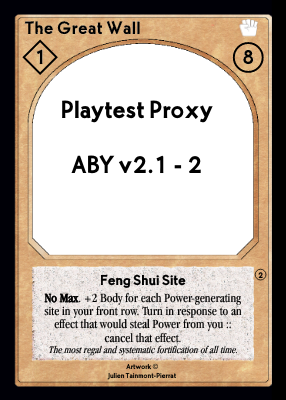 The Great Wall
1
8
Playtest Proxy
ABY v2.1 - 2
Feng Shui Site
2
No Max. +2 Body for each Power-generating
site in your front row. Turn in response to an
effect that would steal Power from you ::
cancel that effect.
The most regal and systematic fortification of all time.
Artwork ©
Julien Tainmont-Pierrat